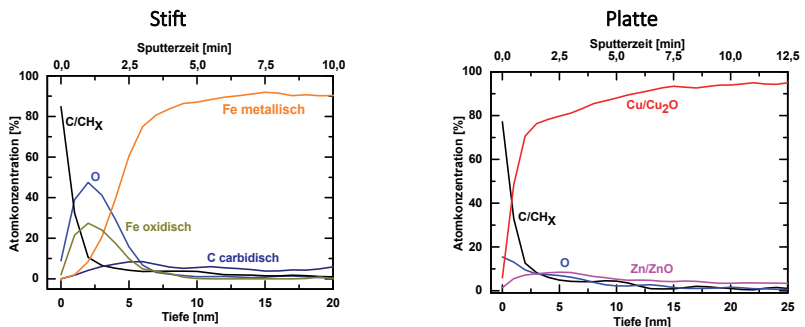 Stift
Sputterzeit [min]
0,0 2,5 5,0 7,5 10,0
100
80
60
40
20
0
Atomkonzentration [%]
C/CHX
Fe metallisch
O
Fe oxidisch
C carbidisch
0 5 10 15 20
Tiefe [nm]
Platte
Sputterzeit [min]
0,0 2,5 5,0 7,5 10,0 12,5
100
80
60
40
20
0
Atomkonzentration [%]
Cu/Cu2O
C/CHX
O
Zn/ZnO
0 5 10 15 20 25
Tiefe [nm]